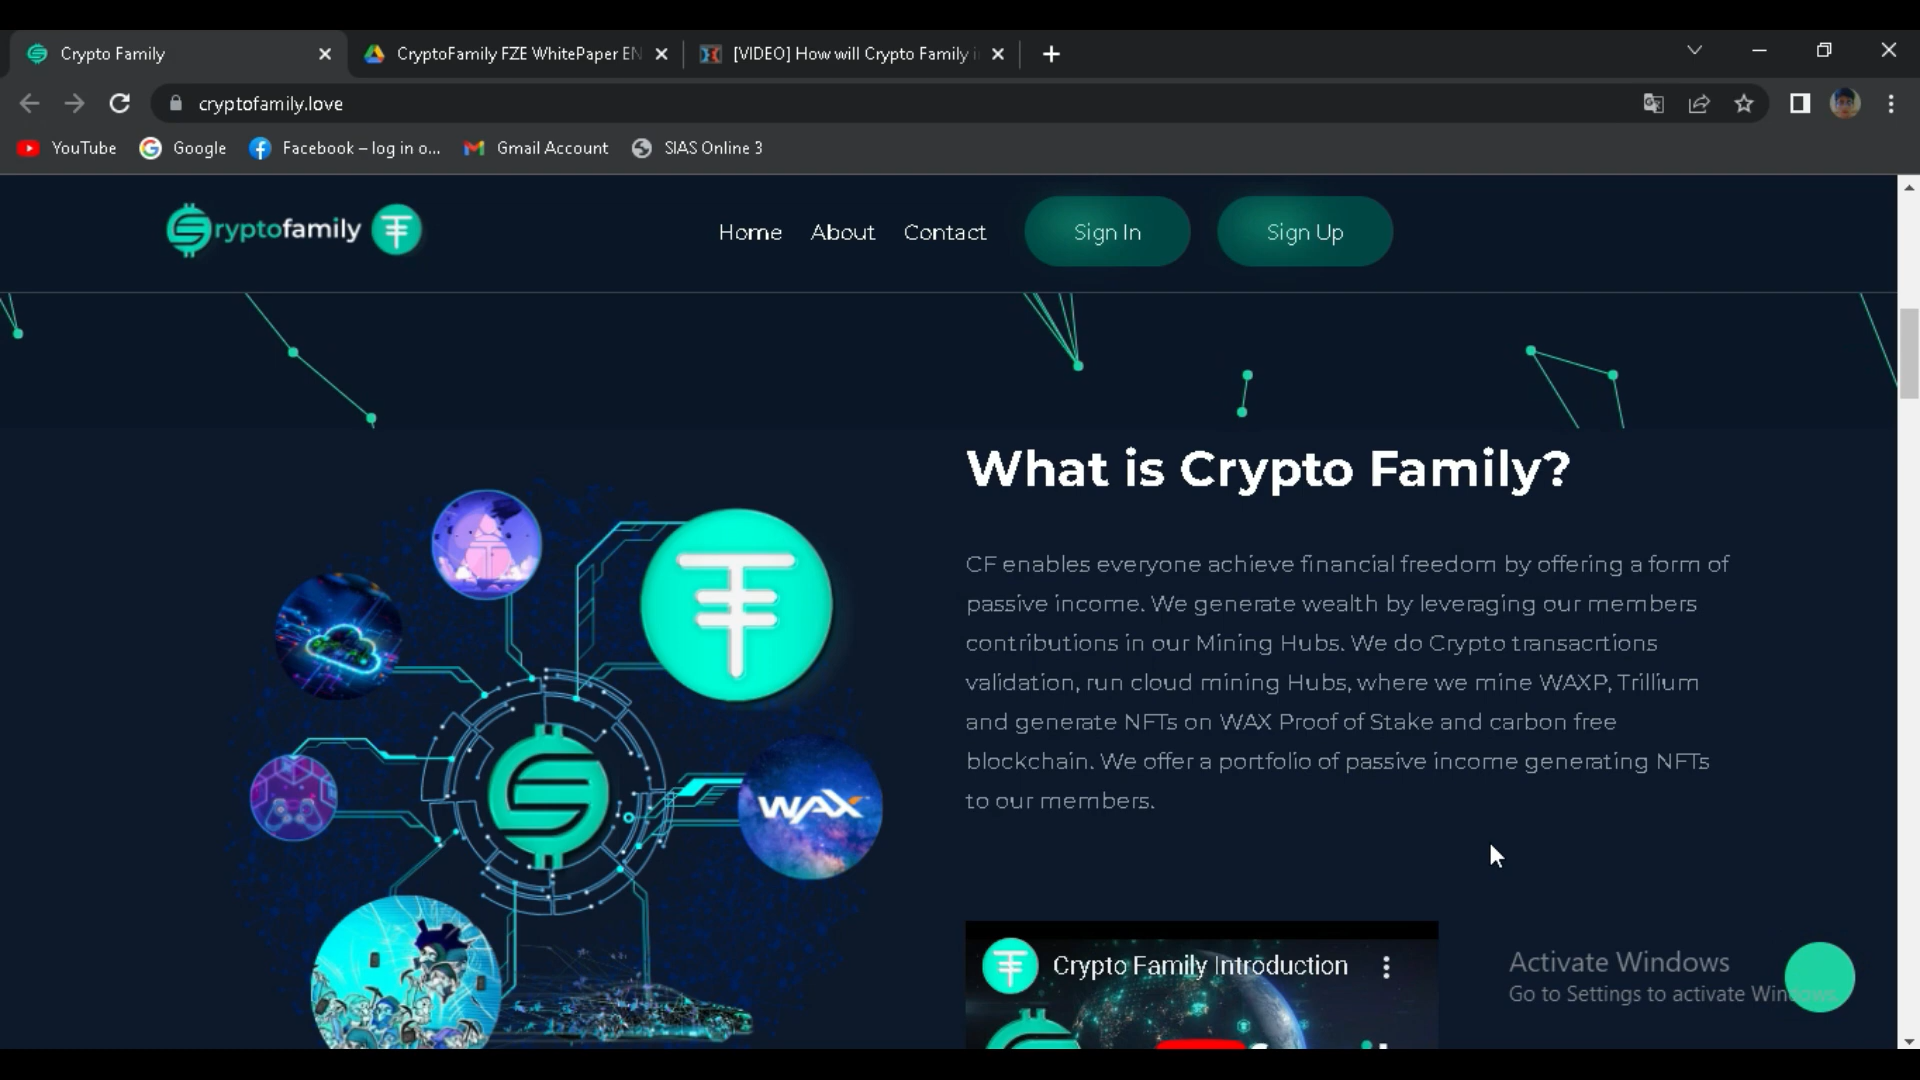 Crypto Family
CryptoFamily FZE WhitePaper EN
[VIDEO] How will Crypto Family i
cryptofamily.love
YouTube
Google
Facebook – log in o...
Gmail Account
SIAS Online 3
ryptofamily
Home
About
Contact
Sign In
Sign Up
What is Crypto Family?
CF enables everyone achieve financial freedom by offering a form of
passive income. We generate wealth by leveraging our members
contributions in our Mining Hubs. We do Crypto transacrtions
validation, run cloud mining Hubs, where we mine WAXP, Trillium
and generate NFTs on WAX Proof of Stake and carbon free
blockchain. We offer a portfolio of passive income generating NFTs
to our members.
WAX
Crypto Family Introduction
Activate Windows
Go to Settings to activate Windows.